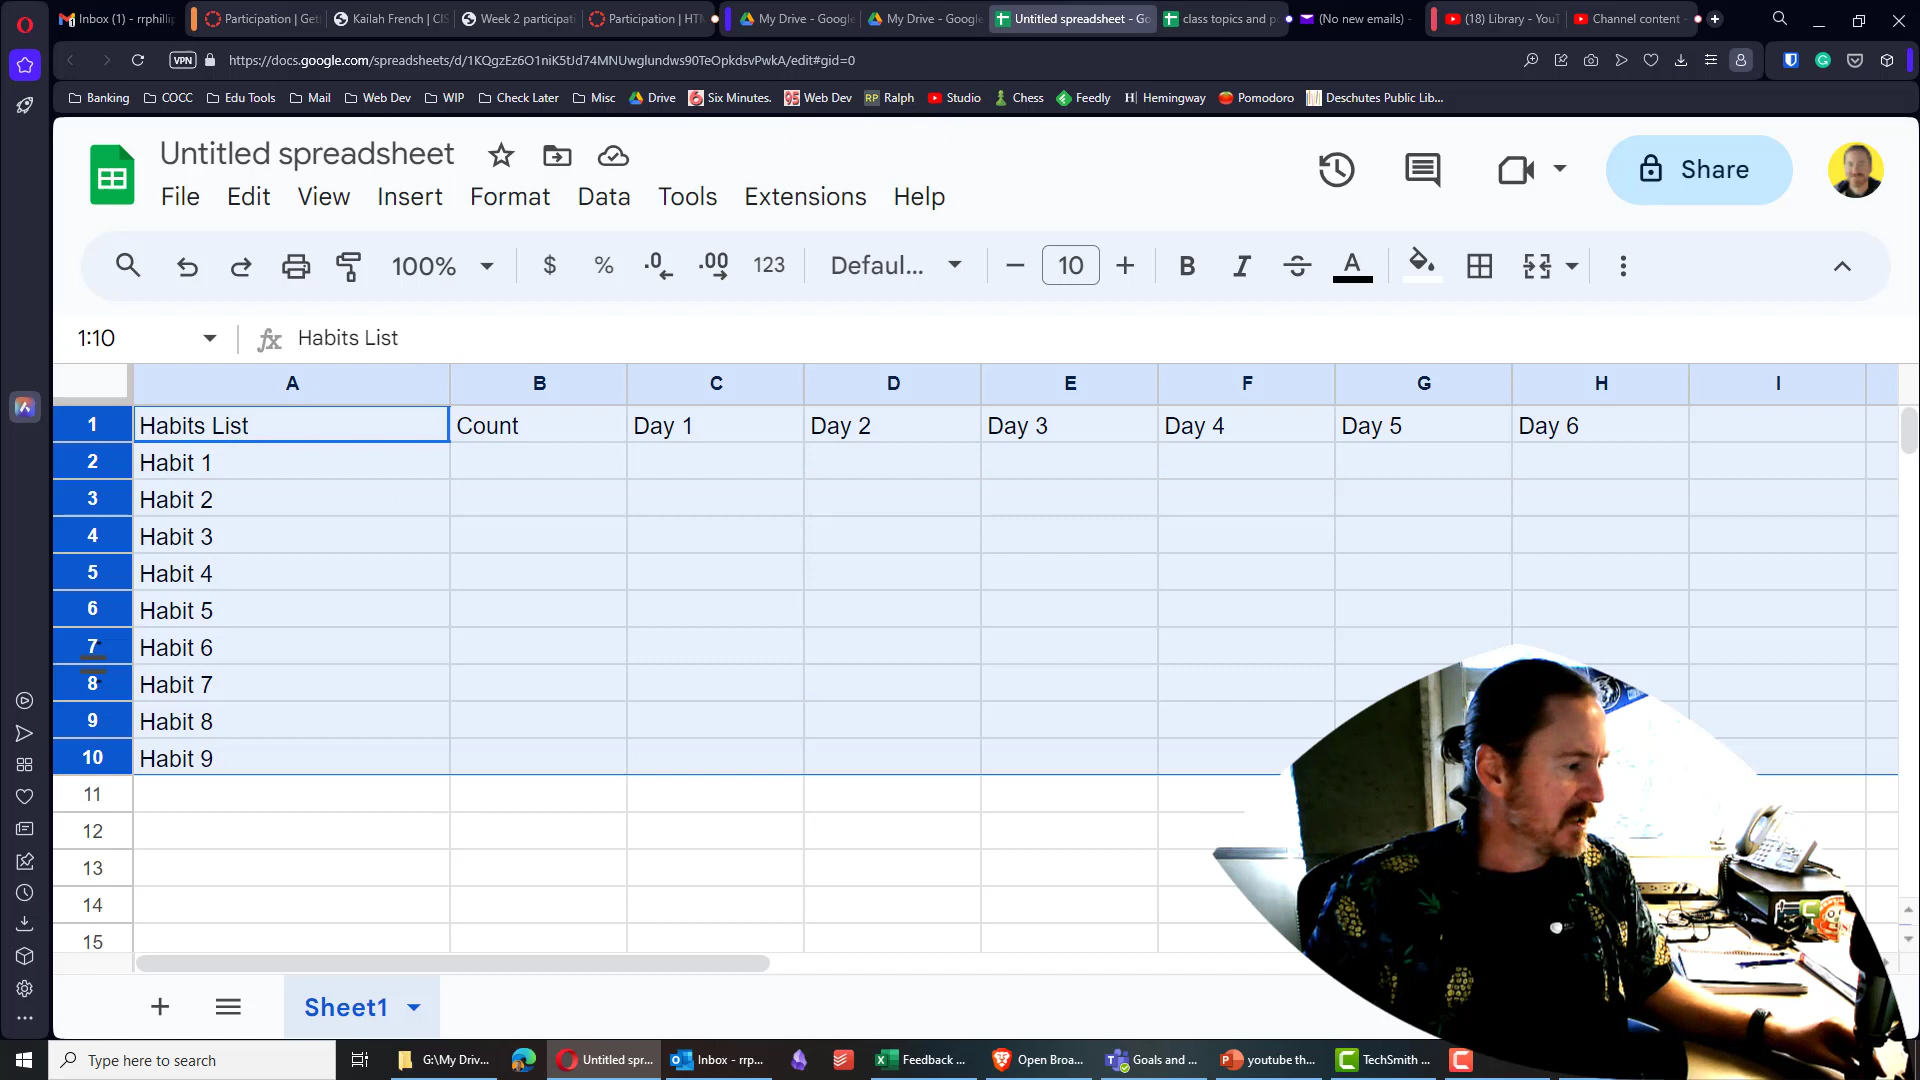 Inbox (1) - rrphillip
Participation | Get
Kailah French | CIS
Week 2 participati
Participation | HTM
My Drive - Google
My Drive - Google
Untitled spreadsheet - Go
class topics and p
(No new emails) -
(18) Library - YouT
Channel content -
VPN
https://docs.google.com/spreadsheets/d/1KQgzEz6O1niK5tJd74MNUwglundws90TeOpkdsvPwkA/edit#gid=0
Banking
COCC
Edu Tools
Mail
Web Dev
WIP
Check Later
Misc
Drive
Six Minutes.
Web Dev
RP Ralph
Studio
Chess
Feedly
Hemingway
Pomodoro
Deschutes Public Lib...
Untitled spreadsheet
Share
File Edit View Insert Format Data Tools Extensions Help
100% $ % .0 .00 123 Defaul... 10 B I S A
1:10 fx Habits List
A B C D E F G H I
1 Habits List Count Day 1 Day 2 Day 3 Day 4 Day 5 Day 6
2 Habit 1
3 Habit 2
4 Habit 3
5 Habit 4
6 Habit 5
7 Habit 6
8 Habit 7
9 Habit 8
10 Habit 9
11
12
13
14
15
Sheet1
Type here to search
G:\My Driv...
Untitled spr...
Inbox - rrp...
Feedback ...
Open Broa...
Goals and ...
youtube th...
TechSmith ...